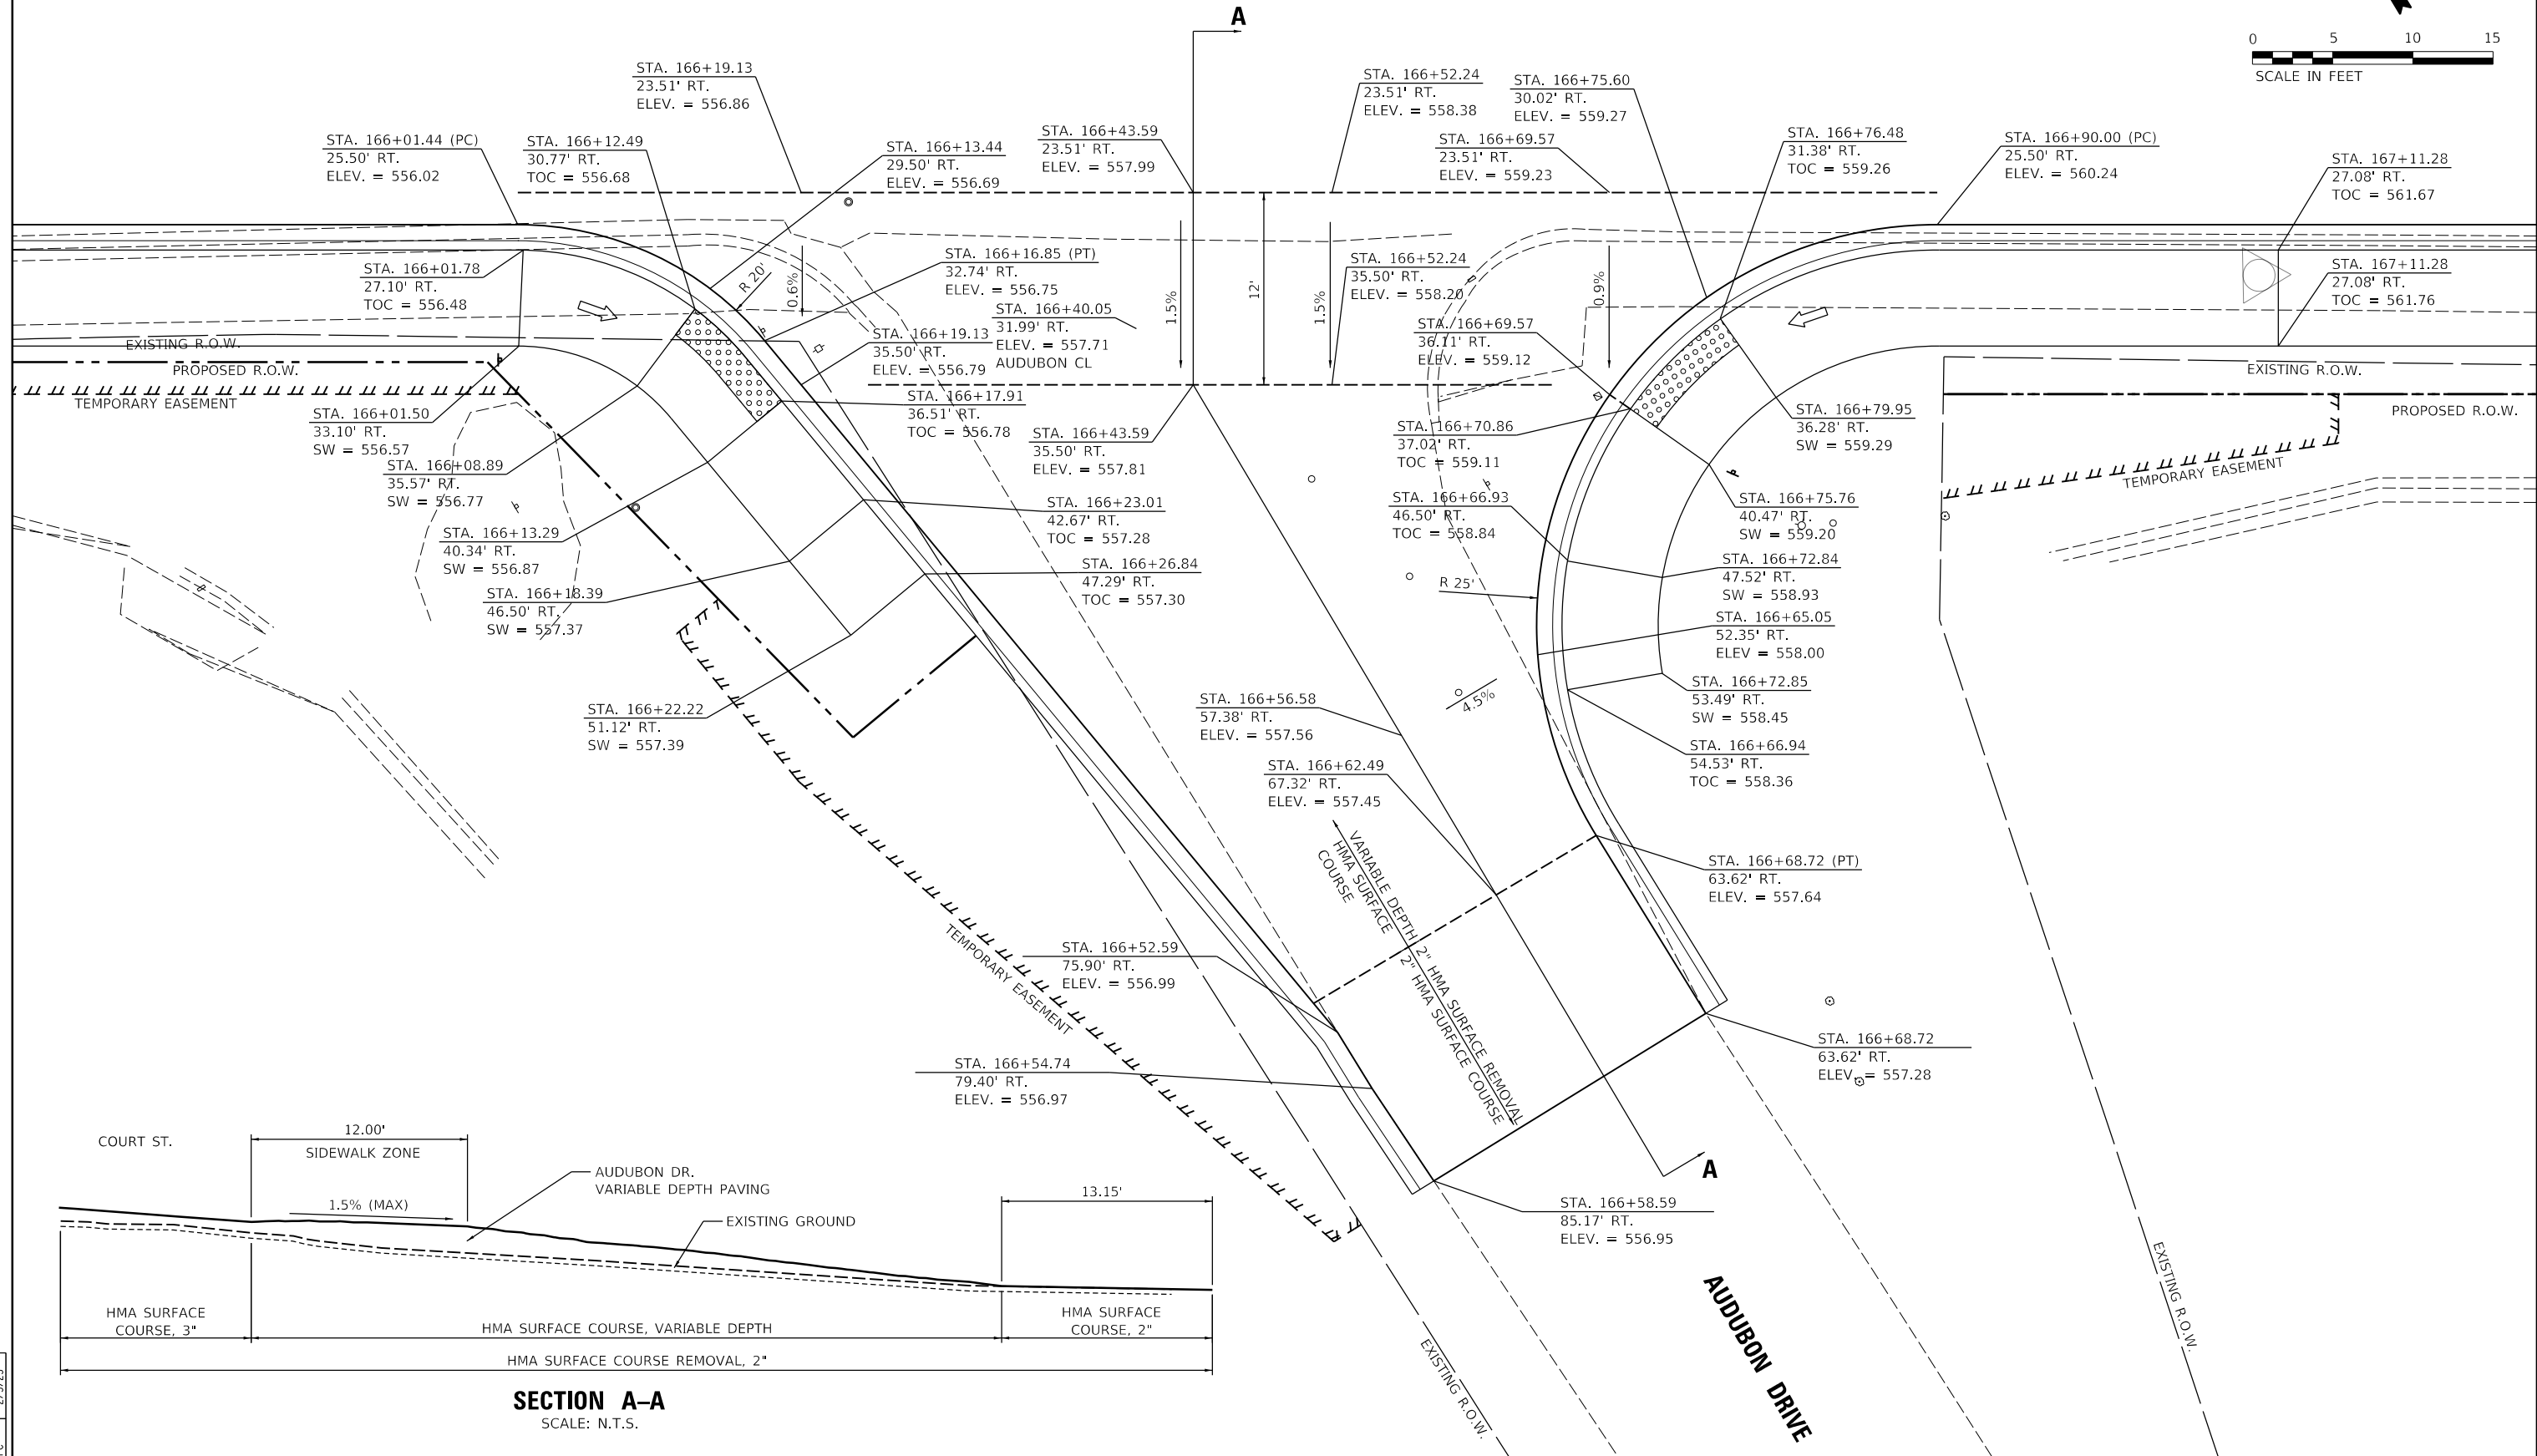 A
0 5 10 15
SCALE IN FEET
STA. 166+19.13
23.51' RT.
ELEV. = 556.86
STA. 166+52.24
23.51' RT.
ELEV. = 558.38
STA. 166+75.60
30.02' RT.
ELEV. = 559.27
STA. 166+01.44 (PC)
25.50' RT.
ELEV. = 556.02
STA. 166+12.49
30.77' RT.
TOC = 556.68
STA. 166+13.44
29.50' RT.
ELEV. = 556.69
STA. 166+43.59
23.51' RT.
ELEV. = 557.99
STA. 166+69.57
23.51' RT.
ELEV. = 559.23
STA. 166+76.48
31.38' RT.
TOC = 559.26
STA. 166+90.00 (PC)
25.50' RT.
ELEV. = 560.24
STA. 167+11.28
27.08' RT.
TOC = 561.67
STA. 166+01.78
27.10' RT.
TOC = 556.48
R 20'
0.6%
STA. 166+16.85 (PT)
32.74' RT.
ELEV. = 556.75
STA. 166+40.05
31.99' RT.
ELEV. = 557.71
AUDUBON CL
1.5%
12'
1.5%
STA. 166+52.24
35.50' RT.
ELEV. = 558.20
0.9%
STA. 167+11.28
27.08' RT.
TOC = 561.76
STA. 166+19.13
35.50' RT.
ELEV. = 556.79
STA. 166+69.57
36.11' RT.
ELEV. = 559.12
EXISTING R.O.W.
PROPOSED R.O.W.
TEMPORARY EASEMENT
EXISTING R.O.W.
PROPOSED R.O.W.
TEMPORARY EASEMENT
STA. 166+01.50
33.10' RT.
SW = 556.57
STA. 166+17.91
36.51' RT.
TOC = 556.78
STA. 166+43.59
35.50' RT.
ELEV. = 557.81
STA. 166+70.86
37.02' RT.
TOC = 559.11
STA. 166+79.95
36.28' RT.
SW = 559.29
STA. 166+08.89
35.57' RT.
SW = 556.77
STA. 166+23.01
42.67' RT.
TOC = 557.28
STA. 166+66.93
46.50' RT.
TOC = 558.84
STA. 166+75.76
40.47' RT.
SW = 559.20
STA. 166+13.29
40.34' RT.
SW = 556.87
STA. 166+26.84
47.29' RT.
TOC = 557.30
R 25'
STA. 166+72.84
47.52' RT.
SW = 558.93
STA. 166+18.39
46.50' RT.
SW = 557.37
STA. 166+65.05
52.35' RT.
ELEV = 558.00
STA. 166+22.22
51.12' RT.
SW = 557.39
STA. 166+56.58
57.38' RT.
ELEV. = 557.56
4.5%
STA. 166+72.85
53.49' RT.
SW = 558.45
STA. 166+62.49
67.32' RT.
ELEV. = 557.45
STA. 166+66.94
54.53' RT.
TOC = 558.36
VARIABLE DEPTH
HMA SURFACE
COURSE
2" HMA SURFACE REMOVAL
2" HMA SURFACE COURSE
STA. 166+68.72 (PT)
63.62' RT.
ELEV. = 557.64
TEMPORARY EASEMENT
STA. 166+52.59
75.90' RT.
ELEV. = 556.99
STA. 166+54.74
79.40' RT.
ELEV. = 556.97
STA. 166+68.72
63.62' RT.
ELEV. = 557.28
A
STA. 166+58.59
85.17' RT.
ELEV. = 556.95
EXISTING R.O.W.
EXISTING R.O.W.
AUDUBON DRIVE
COURT ST.
12.00'
SIDEWALK ZONE
1.5% (MAX)
AUDUBON DR.
VARIABLE DEPTH PAVING
EXISTING GROUND
13.15'
HMA SURFACE
COURSE, 3"
HMA SURFACE COURSE, VARIABLE DEPTH
HMA SURFACE
COURSE, 2"
HMA SURFACE COURSE REMOVAL, 2"
SECTION A–A
SCALE: N.T.S.